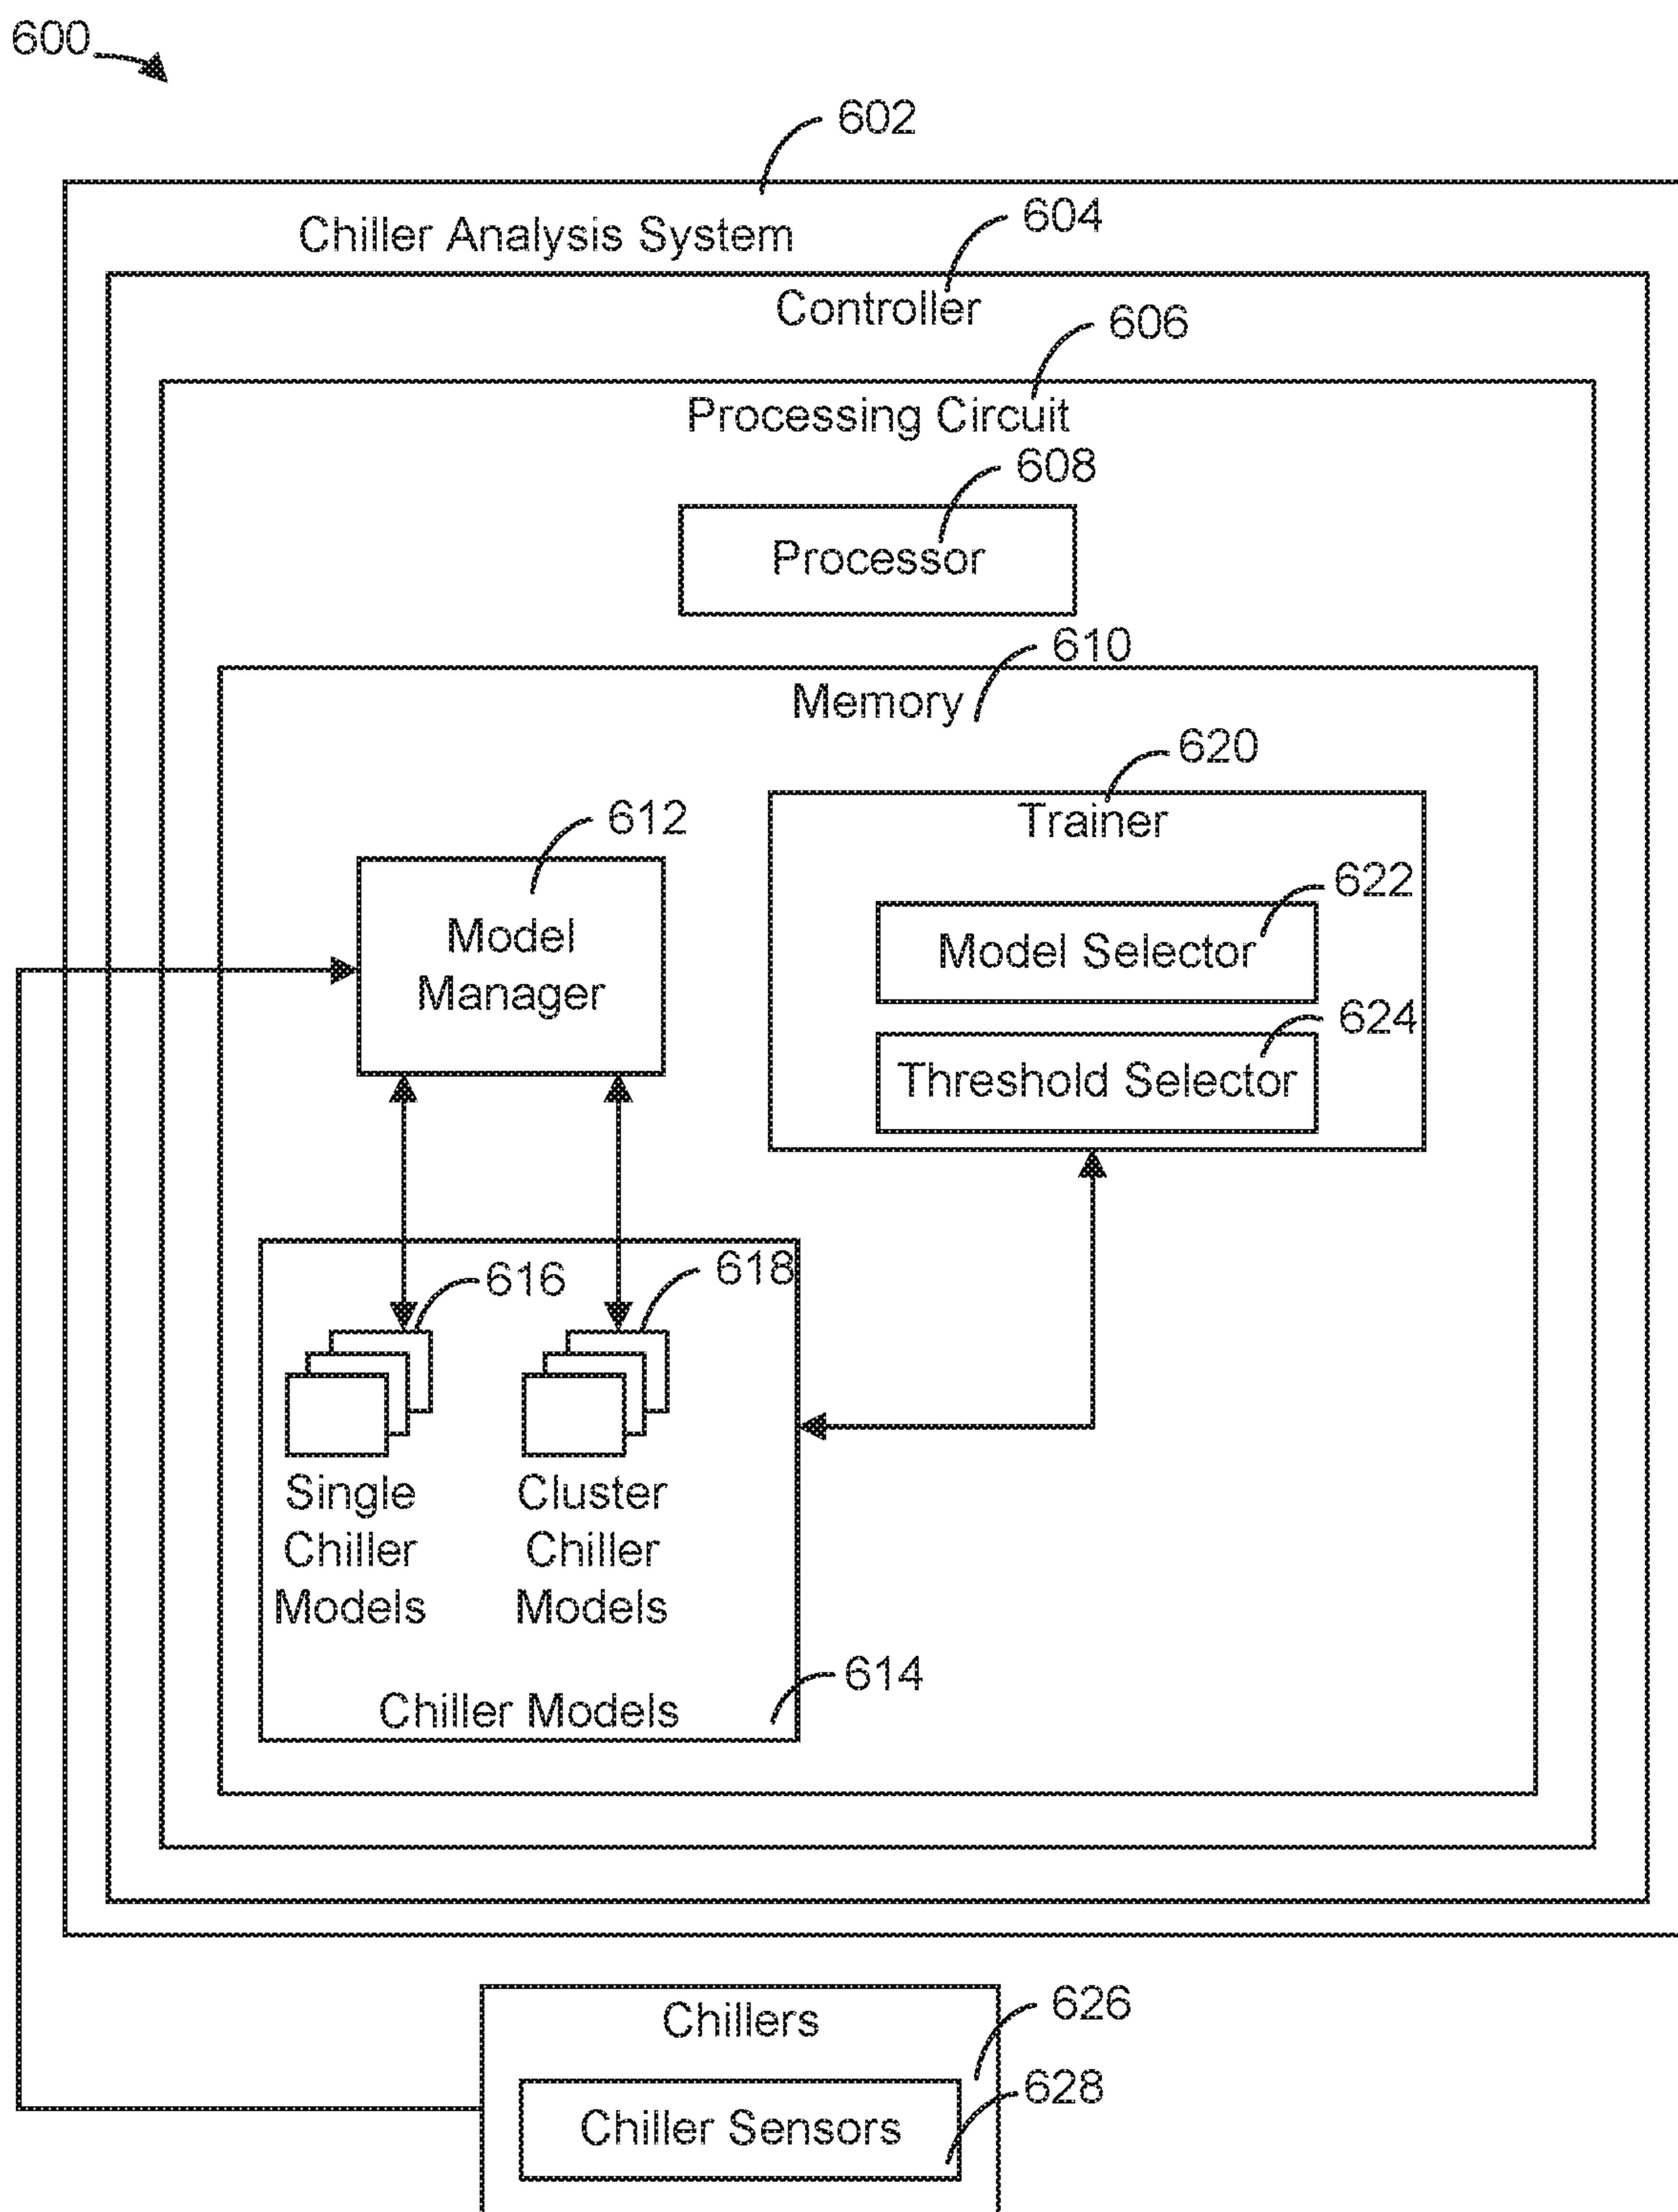 600
602
Chiller Analysis System
604
Controller
606
Processing Circuit
608
Processor
610
Memory
620
Trainer
612
Model
Manager
622
Model Selector
624
Threshold Selector
616
618
Single
Chiller
Models
Cluster
Chiller
Models
614
Chiller Models
626
Chillers
628
Chiller Sensors